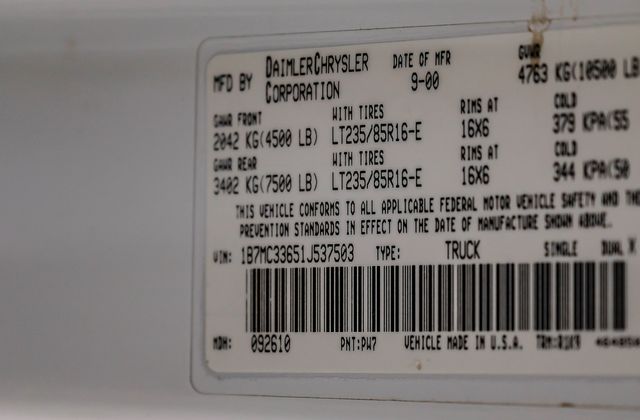 MFD BY DAIMLERCHRYSLER CORPORATION DATE OF MFR 9-00 GVWR 4763 KG(10500 LB
GAWR FRONT WITH TIRES RIMS AT COLD
2042 KG(4500 LB) LT235/85R16-E 16X6 379 KPA(55
GAWR REAR WITH TIRES RIMS AT COLD
3402 KG(7500 LB) LT235/85R16-E 16X6 344 KPA(50
THIS VEHICLE CONFORMS TO ALL APPLICABLE FEDERAL MOTOR VEHICLE SAFETY AND THE
PREVENTION STANDARDS IN EFFECT ON THE DATE OF MANUFACTURE SHOWN ABOVE.
VIN: 1B7MC33651J537503 TYPE: TRUCK SINGLE DUAL X
MDH: 092610 PNT:PW7 VEHICLE MADE IN U.S.A. TRM: